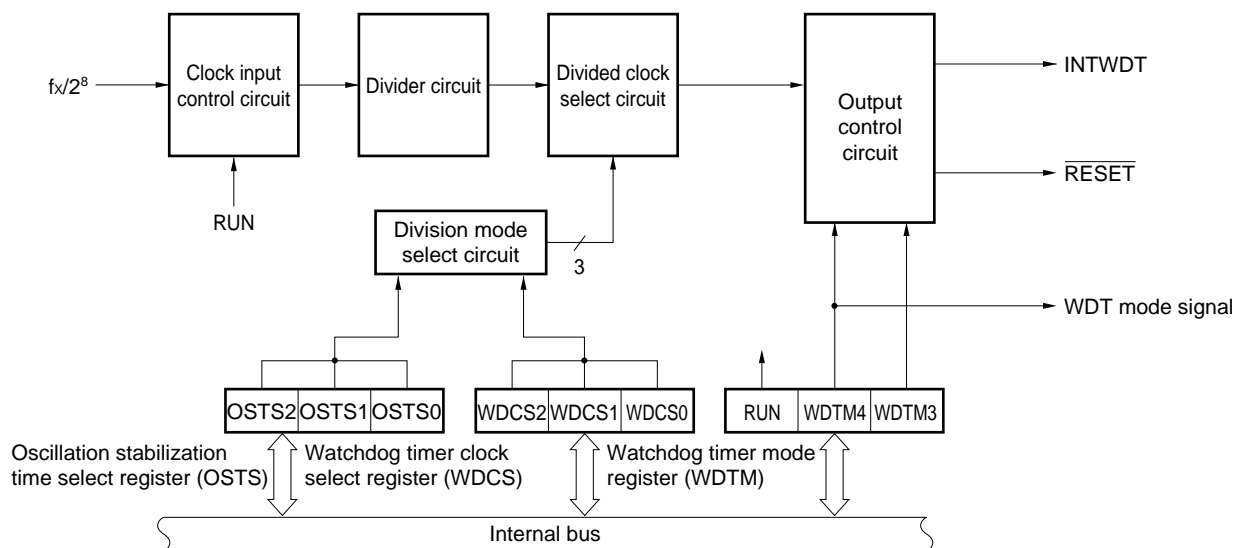 fx/2⁸
Clock input
control circuit
Divider circuit
Divided clock
select circuit
Output
control
circuit
INTWDT
RESET
RUN
Division mode
select circuit
3
WDT mode signal
OSTS2 OSTS1 OSTS0
WDCS2 WDCS1 WDCS0
RUN WDTM4 WDTM3
Oscillation stabilization
time select register (OSTS)
Watchdog timer clock
select register (WDCS)
Watchdog timer mode
register (WDTM)
Internal bus